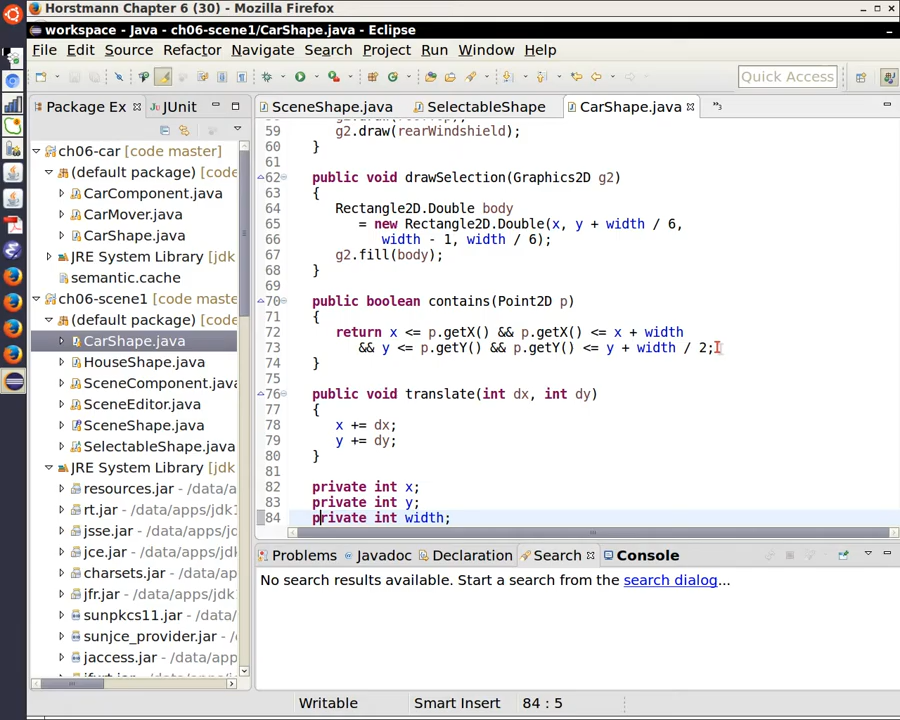 Horstmann Chapter 6 (30) - Mozilla Firefox
workspace - Java - ch06-scene1/CarShape.java - Eclipse
File Edit Source Refactor Navigate Search Project Run Window Help
Quick Access
Package Ex JUnit
SceneShape.java SelectableShape CarShape.java »3
ch06-car [code master]
(default package) [code
CarComponent.java
CarMover.java
CarShape.java
JRE System Library [jdk
semantic.cache
ch06-scene1 [code maste
(default package) [code
CarShape.java
HouseShape.java
SceneComponent.java
SceneEditor.java
SceneShape.java
SelectableShape.java
JRE System Library [jdk
resources.jar - /data/a
rt.jar - /data/apps/jdk1
jsse.jar - /data/apps/j
jce.jar - /data/apps/jd
charsets.jar - /data/ap
jfr.jar - /data/apps/jdk
sunpkcs11.jar - /data
sunjce_provider.jar - /
jaccess.jar - /data/ap
59 g2.draw(rearWindshield);
60 }
61
62 public void drawSelection(Graphics2D g2)
63 {
64 Rectangle2D.Double body
65 = new Rectangle2D.Double(x, y + width / 6,
66 width - 1, width / 6);
67 g2.fill(body);
68 }
69
70 public boolean contains(Point2D p)
71 {
72 return x <= p.getX() && p.getX() <= x + width
73 && y <= p.getY() && p.getY() <= y + width / 2;
74 }
75
76 public void translate(int dx, int dy)
77 {
78 x += dx;
79 y += dy;
80 }
81
82 private int x;
83 private int y;
84 private int width;
Problems Javadoc Declaration Search Console
No search results available. Start a search from the search dialog...
Writable Smart Insert 84 : 5